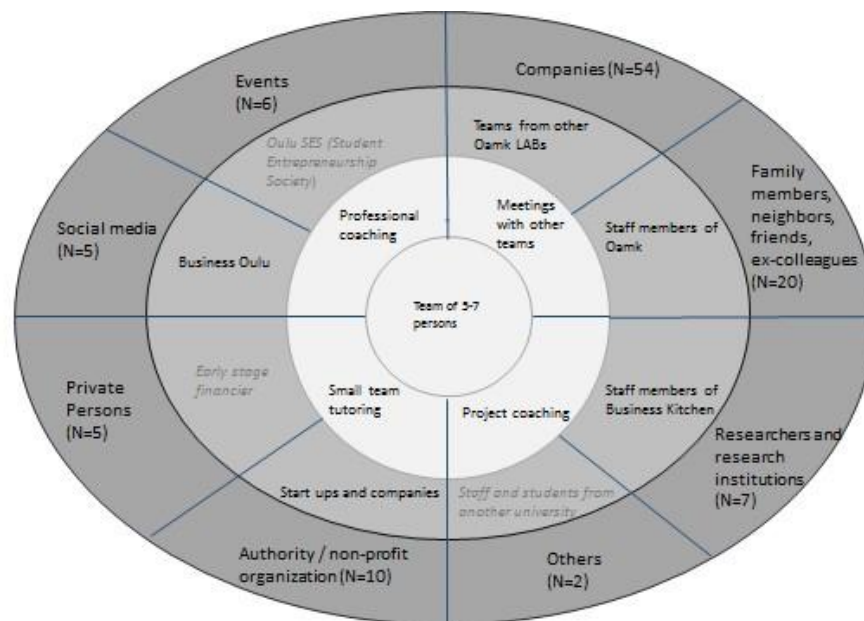 Events
(N=6)
Companies (N=54)
Oulu SES (Student
Entrepreneurship
Society)
Teams from other
Oamk LABs
Family
members,
neighbors,
friends,
ex-colleagues
(N=20)
Social media
(N=5)
Business Oulu
Professional
coaching
Meetings
with other
teams
Staff members of
Oamk
Team of 5-7
persons
Private
Persons
(N=5)
Early stage
financier
Small team
tutoring
Project coaching
Staff members of
Business Kitchen
Researchers and
research
institutions
(N=7)
Start ups and companies
Staff and students from
another university
Authority / non-profit
organization (N=10)
Others
(N=2)